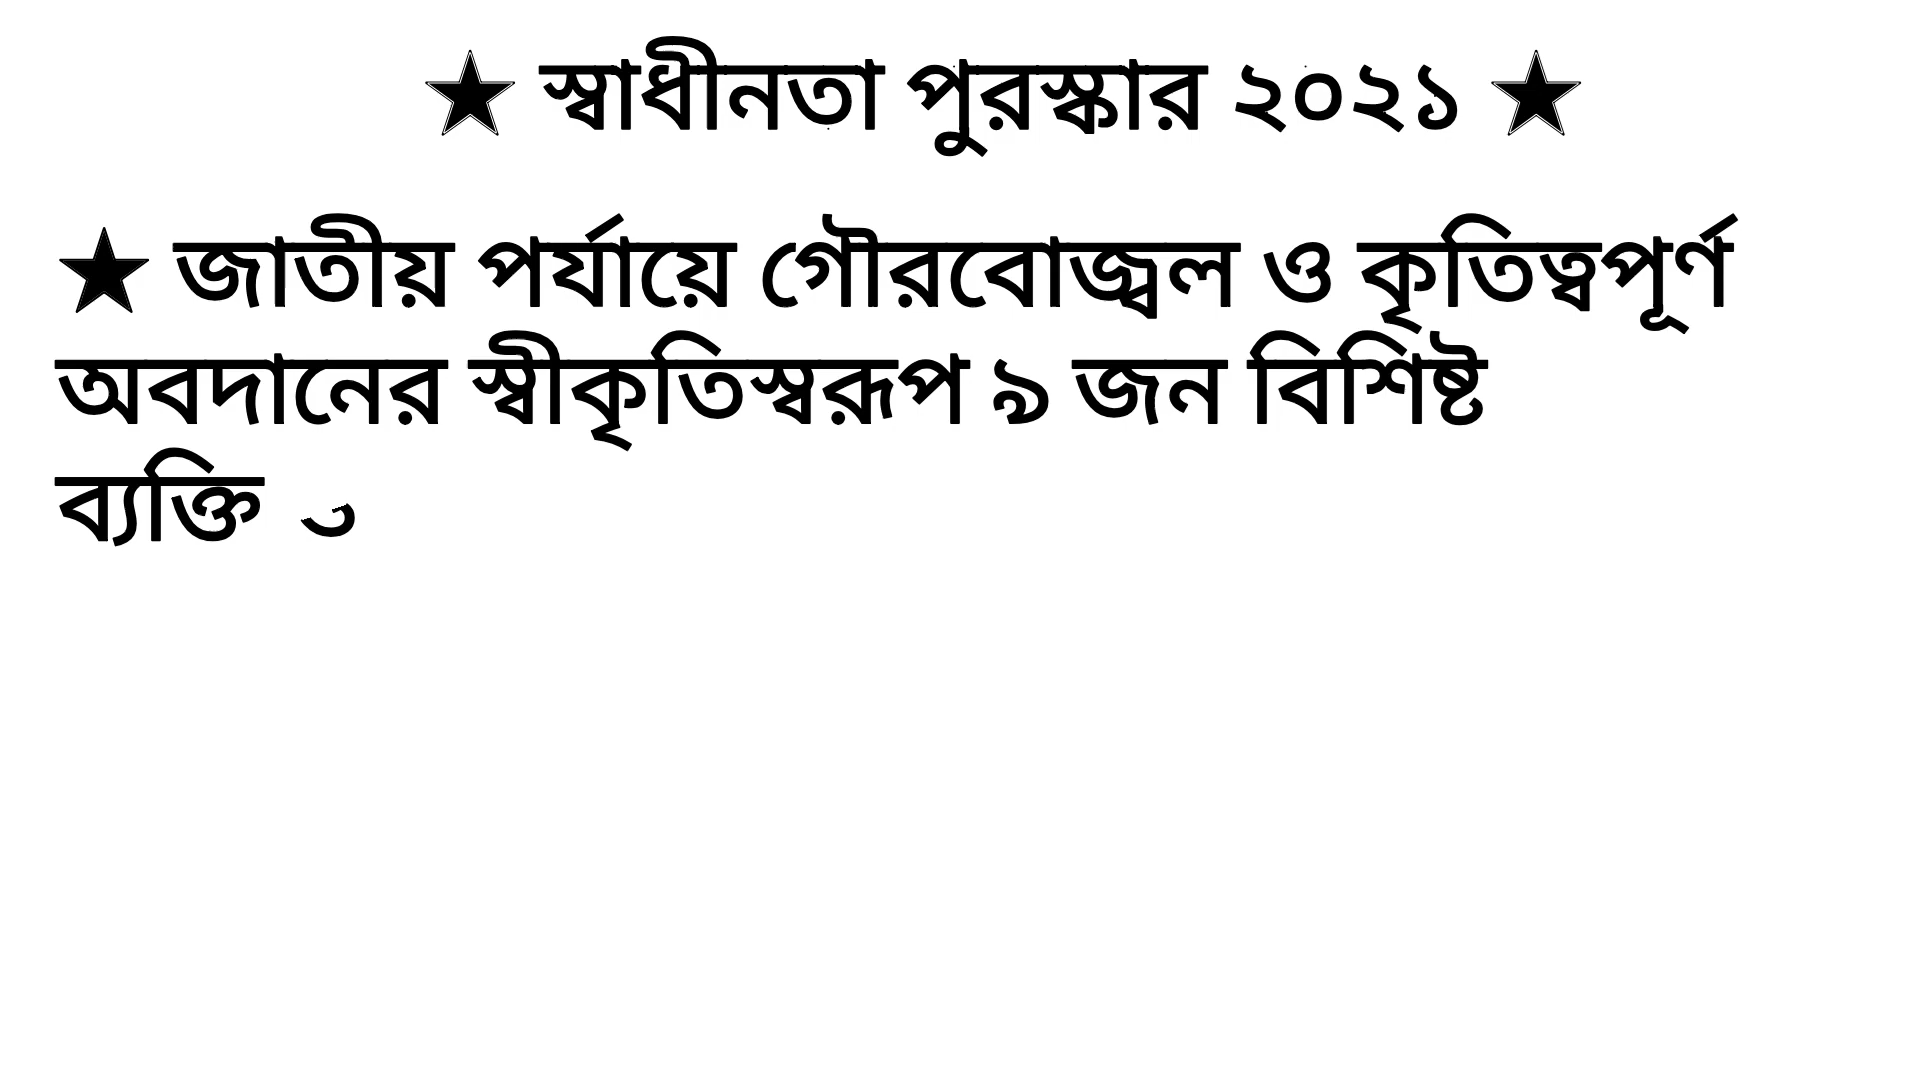 ★ স্বাধীনতা পুরস্কার ২০২১ ★
★ জাতীয় পর্যায়ে গৌরবোজ্বল ও কৃতিত্বপূর্ণ
অবদানের স্বীকৃতিস্বরূপ ৯ জন বিশিষ্ট
ব্যক্তি